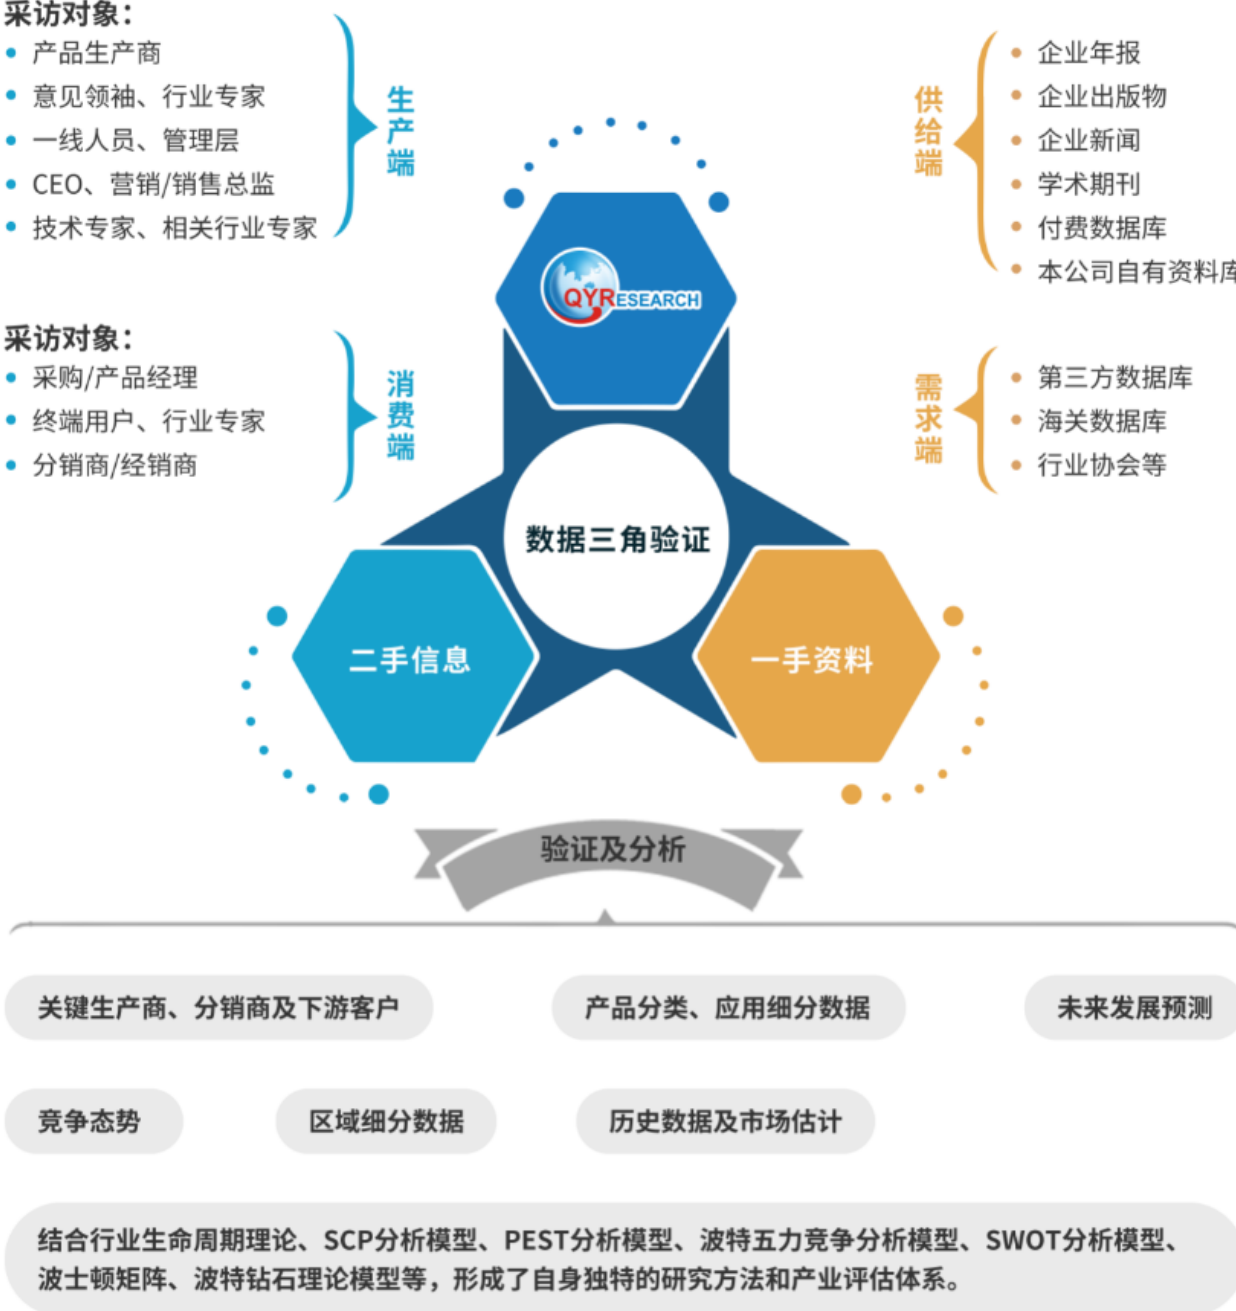 采访对象：
产品生产商
意见领袖、行业专家
一线人员、管理层
CEO、营销/销售总监
技术专家、相关行业专家
生产端
采访对象：
采购/产品经理
终端用户、行业专家
分销商/经销商
消费端
供给端
企业年报
企业出版物
企业新闻
学术期刊
付费数据库
本公司自有资料库
需求端
第三方数据库
海关数据库
行业协会等
QYRESEARCH
数据三角验证
二手信息
一手资料
验证及分析
关键生产商、分销商及下游客户
产品分类、应用细分数据
未来发展预测
竞争态势
区域细分数据
历史数据及市场估计
结合行业生命周期理论、SCP分析模型、PEST分析模型、波特五力竞争分析模型、SWOT分析模型、
波士顿矩阵、波特钻石理论模型等，形成了自身独特的研究方法和产业评估体系。